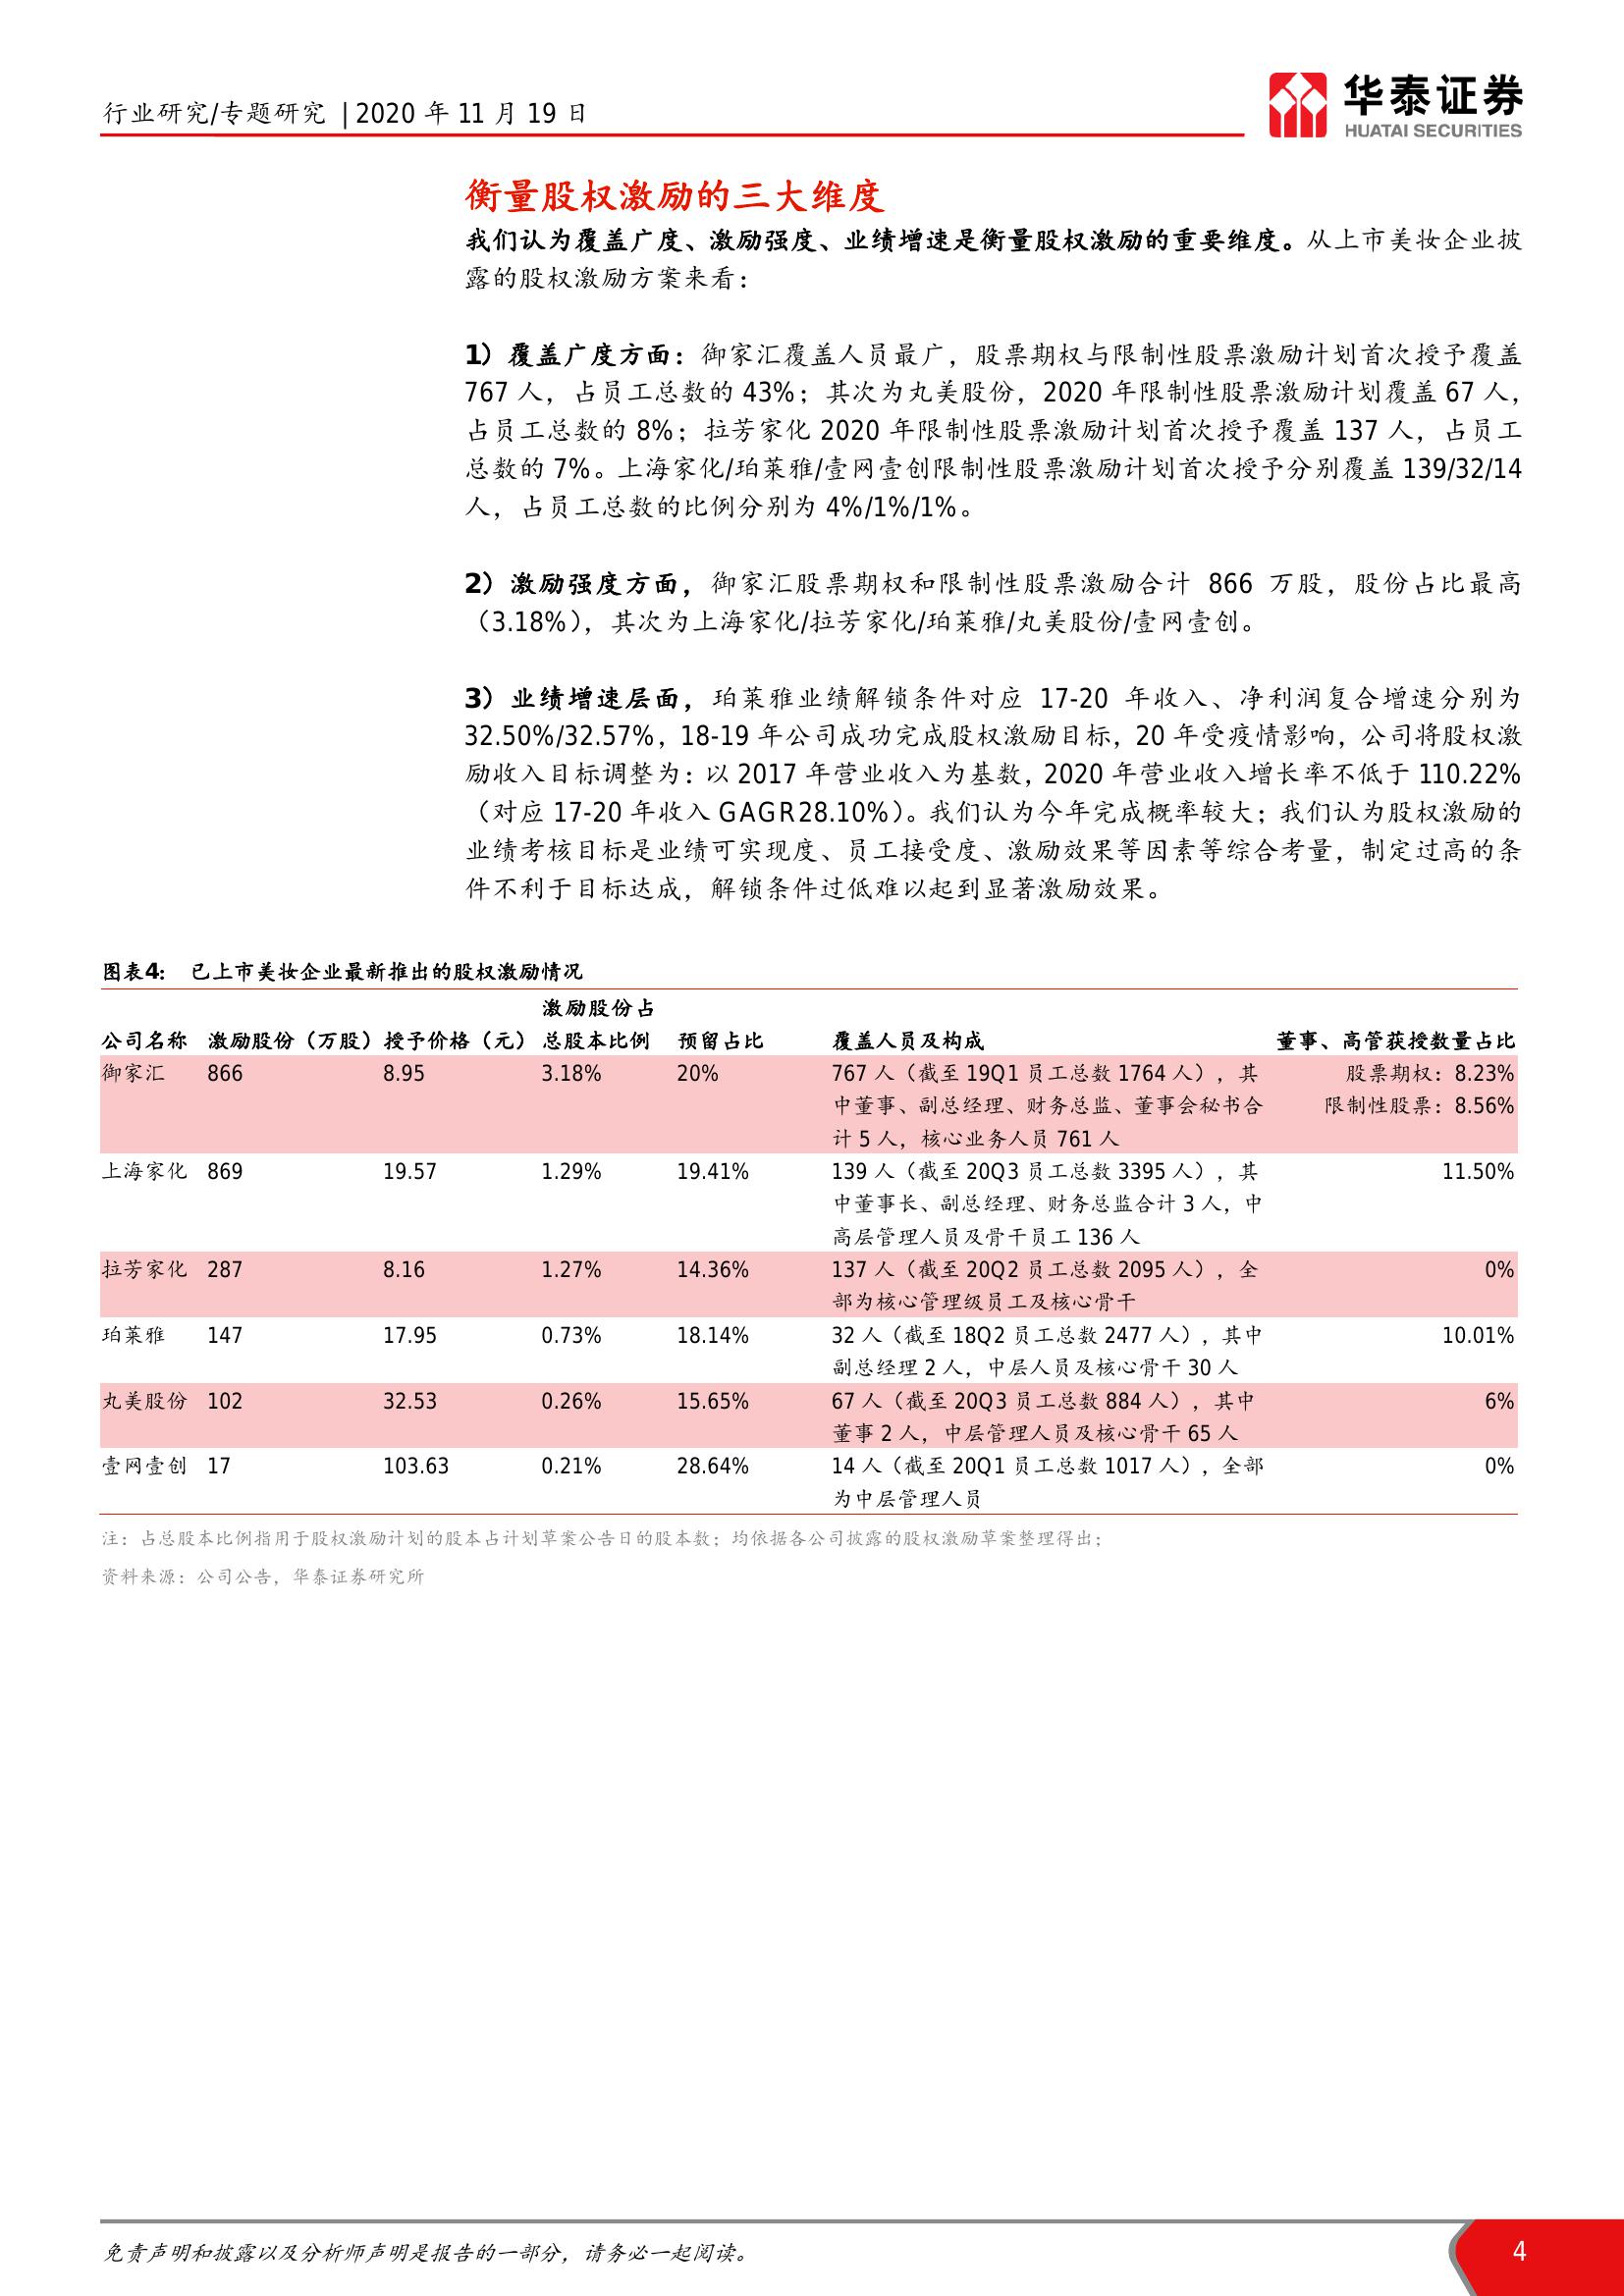 行业研究/专题研究 | 2020 年 11 月 19 日
华泰证券
HUATAI SECURITIES
衡量股权激励的三大维度
我们认为覆盖广度、激励强度、业绩增速是衡量股权激励的重要维度。从上市美妆企业披
露的股权激励方案来看：
1）覆盖广度方面：御家汇覆盖人员最广，股票期权与限制性股票激励计划首次授予覆盖
767 人，占员工总数的 43%；其次为丸美股份，2020 年限制性股票激励计划覆盖 67 人，
占员工总数的 8%；拉芳家化 2020 年限制性股票激励计划首次授予覆盖 137 人，占员工
总数的 7%。上海家化/珀莱雅/壹网壹创限制性股票激励计划首次授予分别覆盖 139/32/14
人，占员工总数的比例分别为 4%/1%/1%。
2）激励强度方面，御家汇股票期权和限制性股票激励合计 866 万股，股份占比最高
（3.18%），其次为上海家化/拉芳家化/珀莱雅/丸美股份/壹网壹创。
3）业绩增速层面，珀莱雅业绩解锁条件对应 17-20 年收入、净利润复合增速分别为
32.50%/32.57%，18-19 年公司成功完成股权激励目标，20 年受疫情影响，公司将股权激
励收入目标调整为：以 2017 年营业收入为基数，2020 年营业收入增长率不低于 110.22%
（对应 17-20 年收入 GAGR28.10%）。我们认为今年完成概率较大；我们认为股权激励的
业绩考核目标是业绩可实现度、员工接受度、激励效果等因素等综合考量，制定过高的条
件不利于目标达成，解锁条件过低难以起到显著激励效果。
图表4： 已上市美妆企业最新推出的股权激励情况
激励股份占
公司名称 激励股份（万股） 授予价格（元） 总股本比例 预留占比 覆盖人员及构成 董事、高管获授数量占比
御家汇 866 8.95 3.18% 20% 767 人（截至 19Q1 员工总数 1764 人），其 股票期权：8.23%
中董事、副总经理、财务总监、董事会秘书合 限制性股票：8.56%
计 5 人，核心业务人员 761 人
上海家化 869 19.57 1.29% 19.41% 139 人（截至 20Q3 员工总数 3395 人），其 11.50%
中董事长、副总经理、财务总监合计 3 人，中
高层管理人员及骨干员工 136 人
拉芳家化 287 8.16 1.27% 14.36% 137 人（截至 20Q2 员工总数 2095 人），全 0%
部为核心管理级员工及核心骨干
珀莱雅 147 17.95 0.73% 18.14% 32 人（截至 18Q2 员工总数 2477 人），其中 10.01%
副总经理 2 人，中层人员及核心骨干 30 人
丸美股份 102 32.53 0.26% 15.65% 67 人（截至 20Q3 员工总数 884 人），其中 6%
董事 2 人，中层管理人员及核心骨干 65 人
壹网壹创 17 103.63 0.21% 28.64% 14 人（截至 20Q1 员工总数 1017 人），全部 0%
为中层管理人员
注：占总股本比例指用于股权激励计划的股本占计划草案公告日的股本数；均依据各公司披露的股权激励草案整理得出；
资料来源：公司公告，华泰证券研究所
免责声明和披露以及分析师声明是报告的一部分，请务必一起阅读。 4